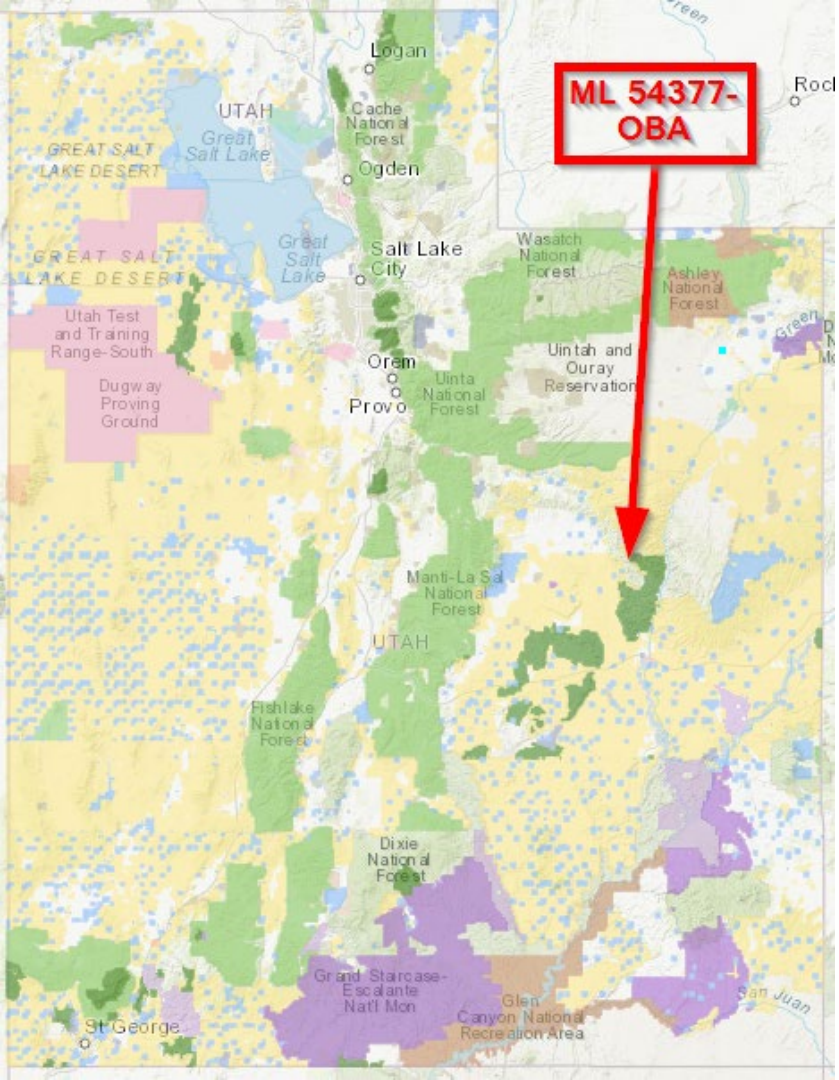 Green
Logan
ML 54377-
OBA
Rocl
UTAH
Great
Salt Lake
Cache
National
Forest
GREAT SALT
LAKE DESERT
Ogden
Great
Salt
Lake
Salt Lake
City
Wasatch
National
Forest
GREAT SALT
LAKE DESERT
Ashley
National
Forest
Utah Test
and Training
Range-South
Green
Orem
Uintah and
Ouray
Reservation
Dugway
Proving
Ground
Uinta
National
Forest
Provo
Manti-La Sal
National
Forest
UTAH
Fishlake
National
Forest
Dixie
National
Forest
Grand Staircase-
Escalante
Nat'l Mon
Glen
Canyon National
Recreation Area
San Juan
St George